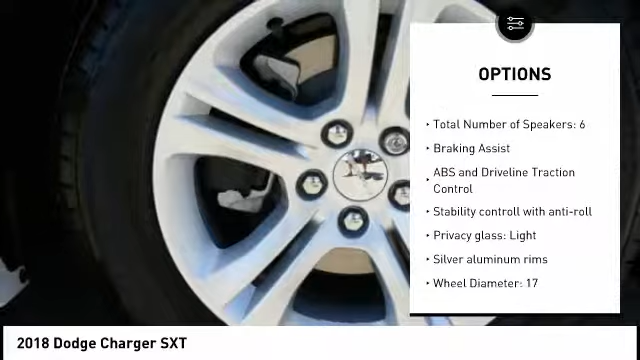 OPTIONS
‣ Total Number of Speakers: 6
‣ Braking Assist
‣ ABS and Driveline Traction
Control
‣ Stability controll with anti-roll
‣ Privacy glass: Light
‣ Silver aluminum rims
‣ Wheel Diameter: 17
2018 Dodge Charger SXT